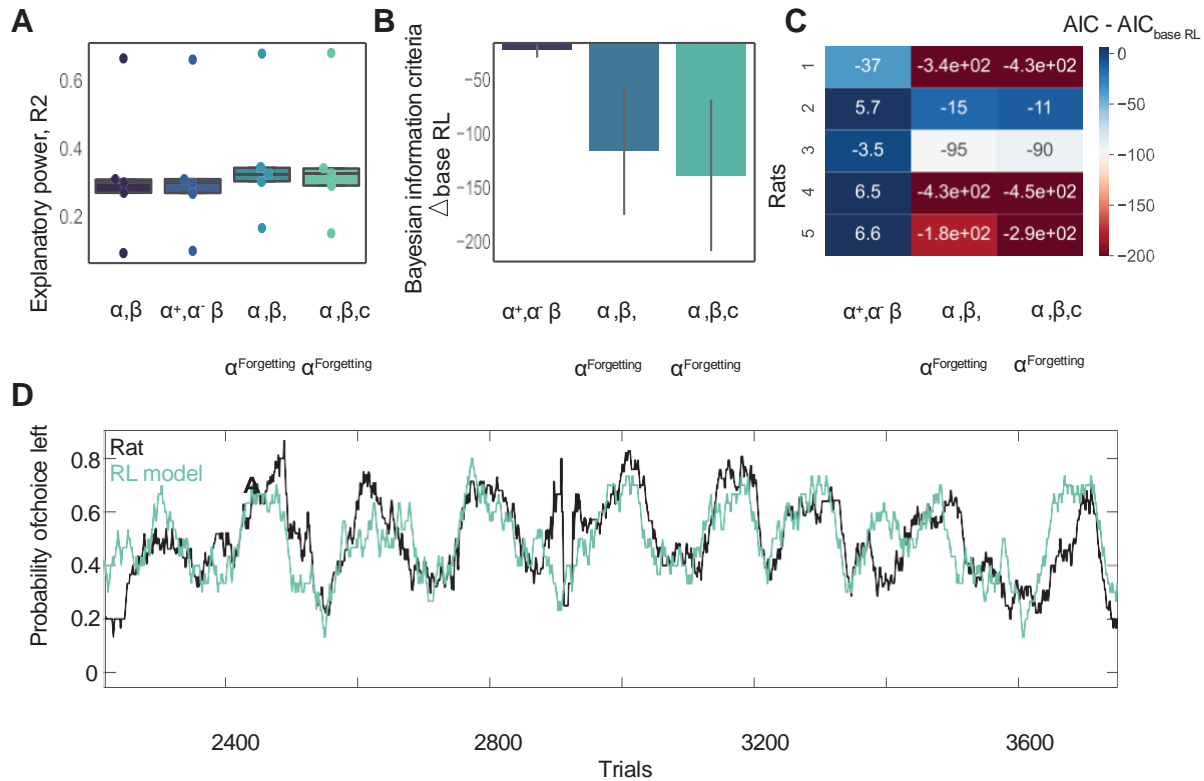 A
Explanatory power, R2
0.6
0.4
0.2
α,β
α⁺,α⁻ β
α,β,
α,β,c
αForgetting
αForgetting
B
Bayesian information criteria
△base RL
−50
−100
−150
−200
α⁺,α⁻ β
α,β,
α,β,c
αForgetting
αForgetting
C
AIC - AICbase RL
Rats
1
2
3
4
5
-37
-3.4e+02
-4.3e+02
5.7
-15
-11
-3.5
-95
-90
6.5
-4.3e+02
-4.5e+02
6.6
-1.8e+02
-2.9e+02
0
−50
−100
−150
−200
α⁺,α⁻ β
α,β,
α,β,c
αForgetting
αForgetting
D
Probability ofchoice left
0.8
0.6
0.4
0.2
0
Rat
RL model
A
2400
2800
3200
3600
Trials